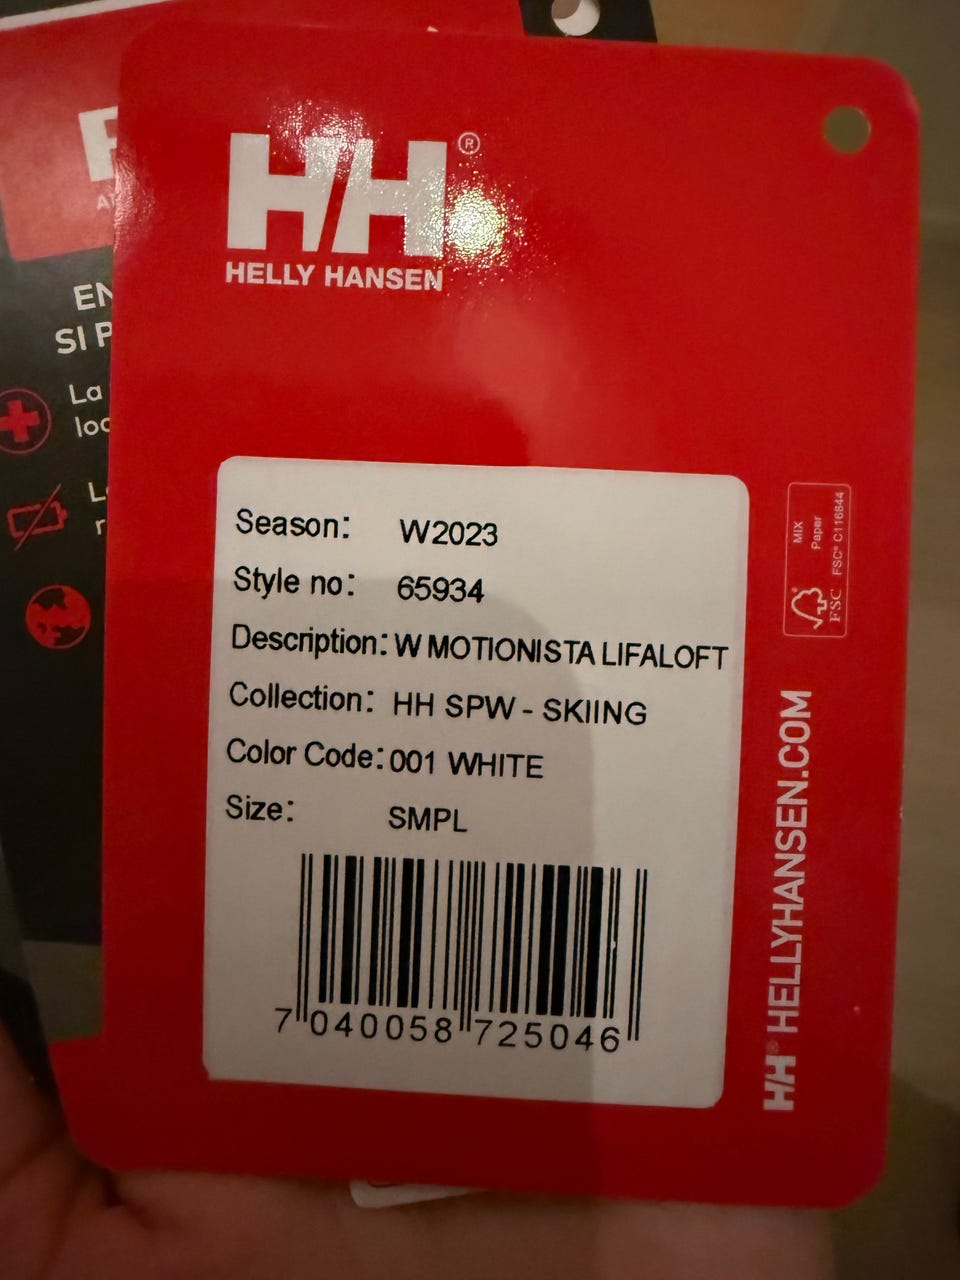 HH®
HELLY HANSEN
EN
SI P
La
loc
Season: W2023
Style no: 65934
Description: W MOTIONISTA LIFALOFT
Collection: HH SPW - SKIING
Color Code: 001 WHITE
Size: SMPL
7 040058 725046
MIX
Paper
FSC® C116844
FSC
HH® HELLYHANSEN.COM